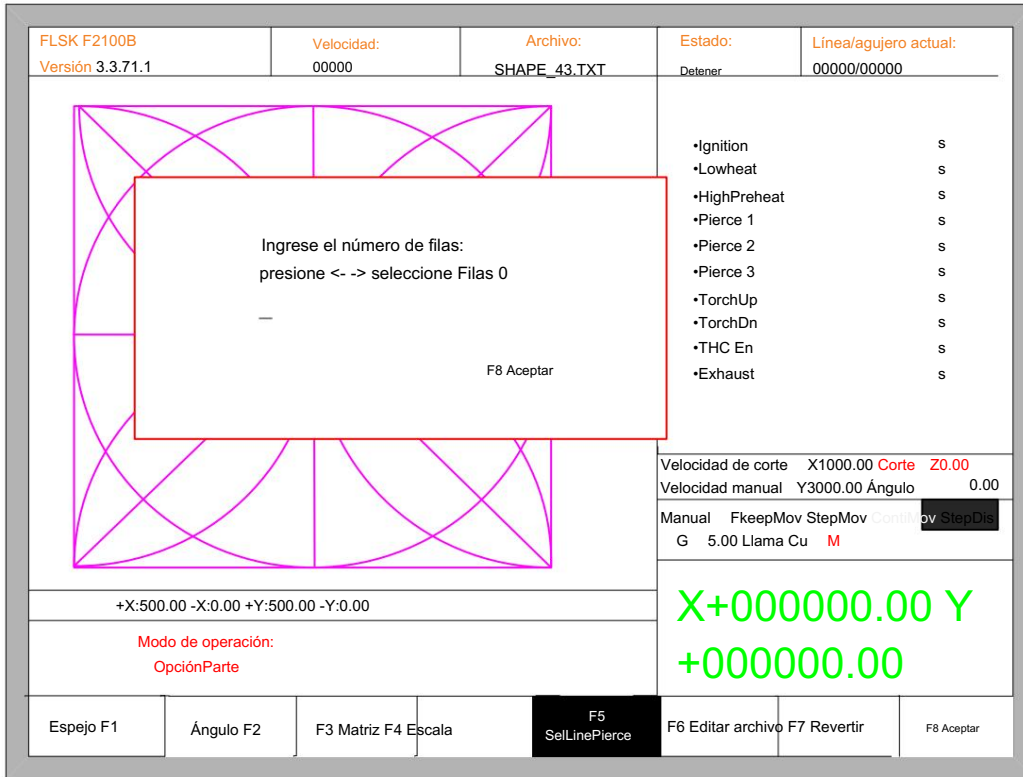 FLSK F2100B
Versión 3.3.71.1
Velocidad:
00000
Archivo:
SHAPE_43.TXT
Estado:
Detener
Línea/agujero actual:
00000/00000
Ingrese el número de filas:
presione <- -> seleccione Filas 0
_
F8 Aceptar
•Ignition s
•Lowheat s
•HighPreheat s
•Pierce 1 s
•Pierce 2 s
•Pierce 3 s
•TorchUp s
•TorchDn s
•THC En s
•Exhaust s
Velocidad de corte X1000.00 Corte Z0.00
Velocidad manual Y3000.00 Ángulo 0.00
Manual FkeepMov StepMov ContiMov StepDis
G 5.00 Llama Cu M
X+000000.00 Y
+000000.00
+X:500.00 -X:0.00 +Y:500.00 -Y:0.00
Modo de operación:
OpciónParte
Espejo F1
Ángulo F2
F3 Matriz F4 Escala
F5
SelLinePierce
F6 Editar archivo F7 Revertir
F8 Aceptar